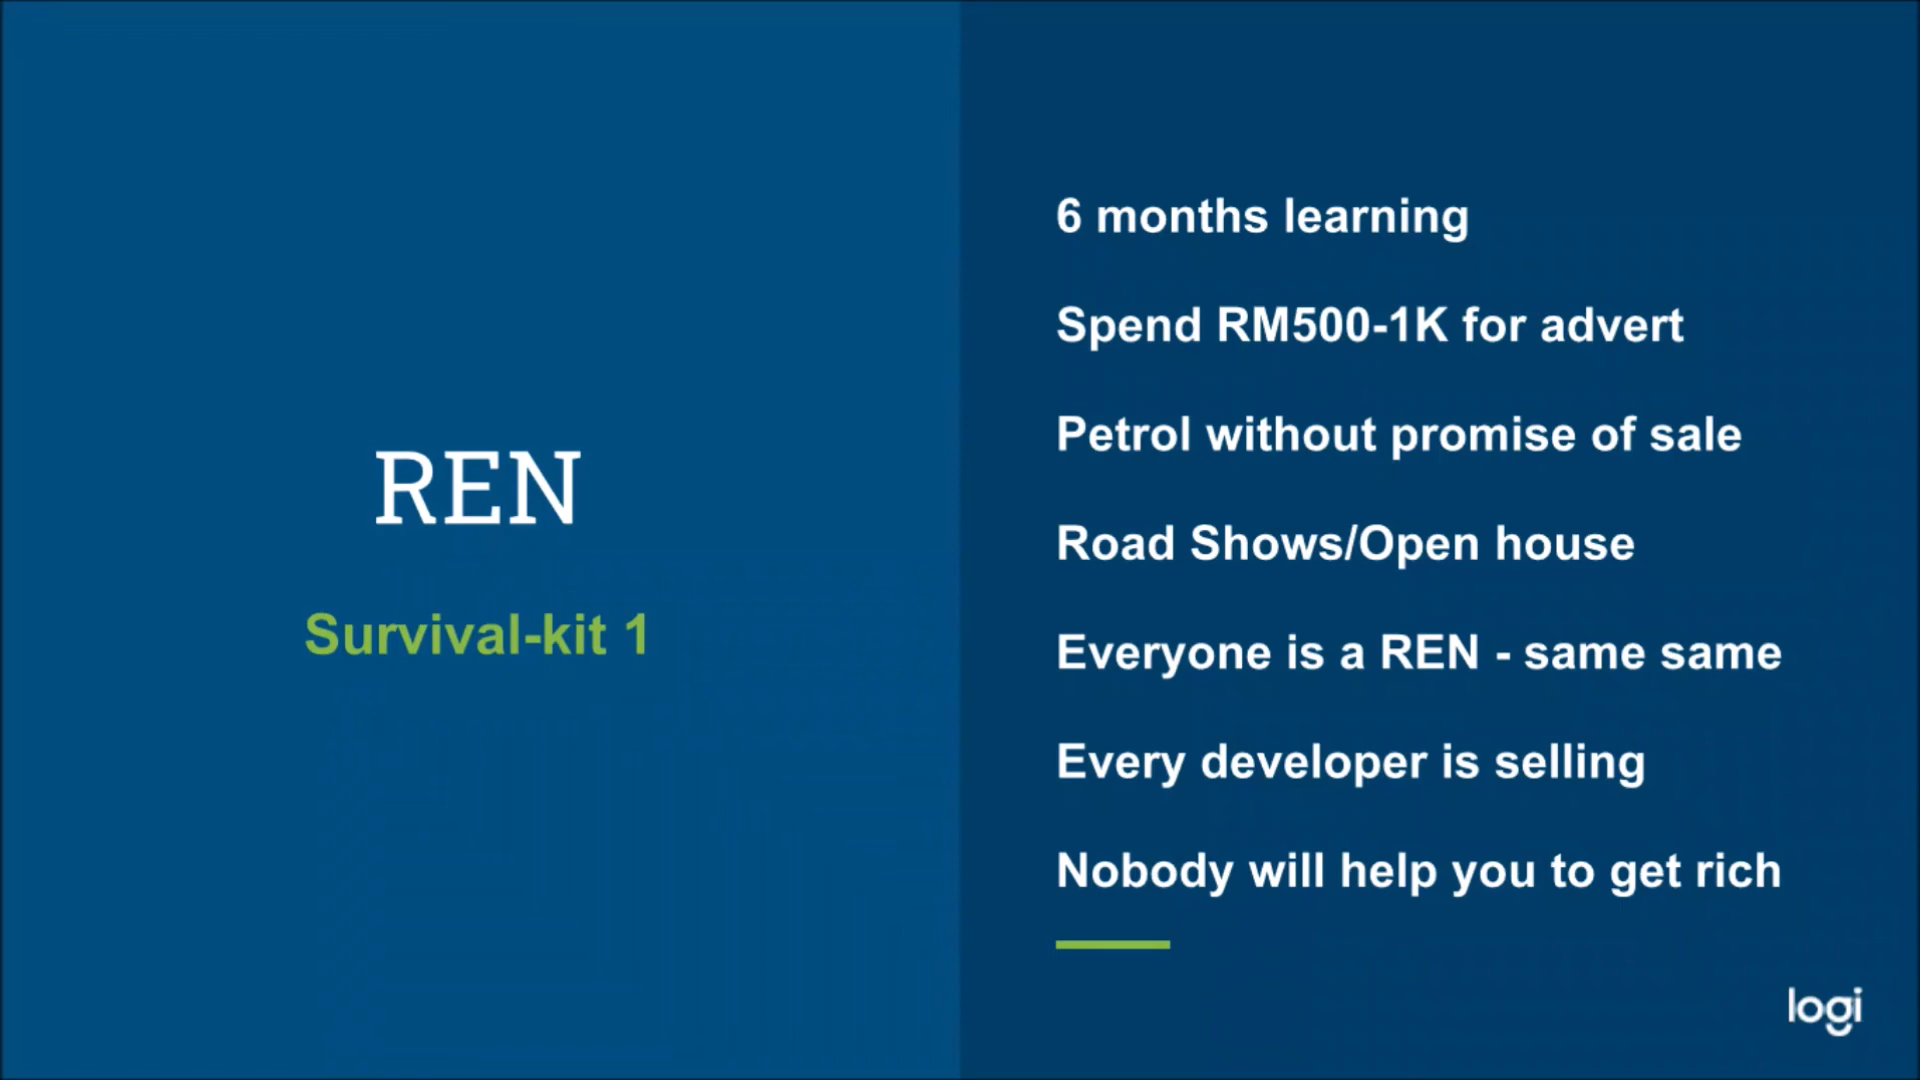 REN
Survival-kit 1
6 months learning
Spend RM500-1K for advert
Petrol without promise of sale
Road Shows/Open house
Everyone is a REN - same same
Every developer is selling
Nobody will help you to get rich
logi